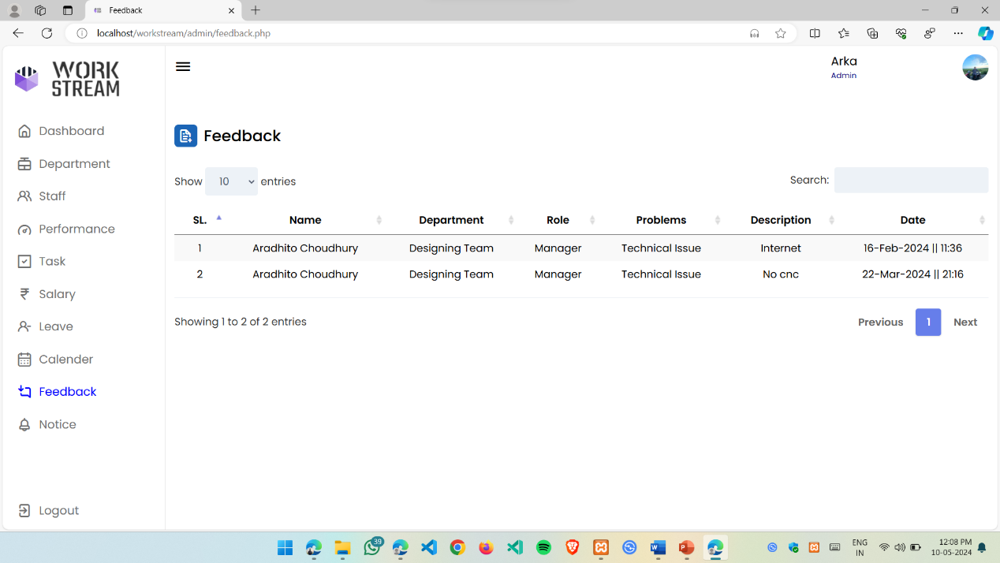 Feedback
localhost/workstream/admin/feedback.php
WORK
STREAM
Arka
Admin
Dashboard
Department
Staff
Performance
Task
Salary
Leave
Calender
Feedback
Notice
Logout
Feedback
Show 10 entries
Search:
SL. Name Department Role Problems Description Date
1 Aradhito Choudhury Designing Team Manager Technical Issue Internet 16-Feb-2024 || 11:36
2 Aradhito Choudhury Designing Team Manager Technical Issue No cnc 22-Mar-2024 || 21:16
Showing 1 to 2 of 2 entries
Previous 1 Next
39
ENG
IN
12:08 PM
10-05-2024